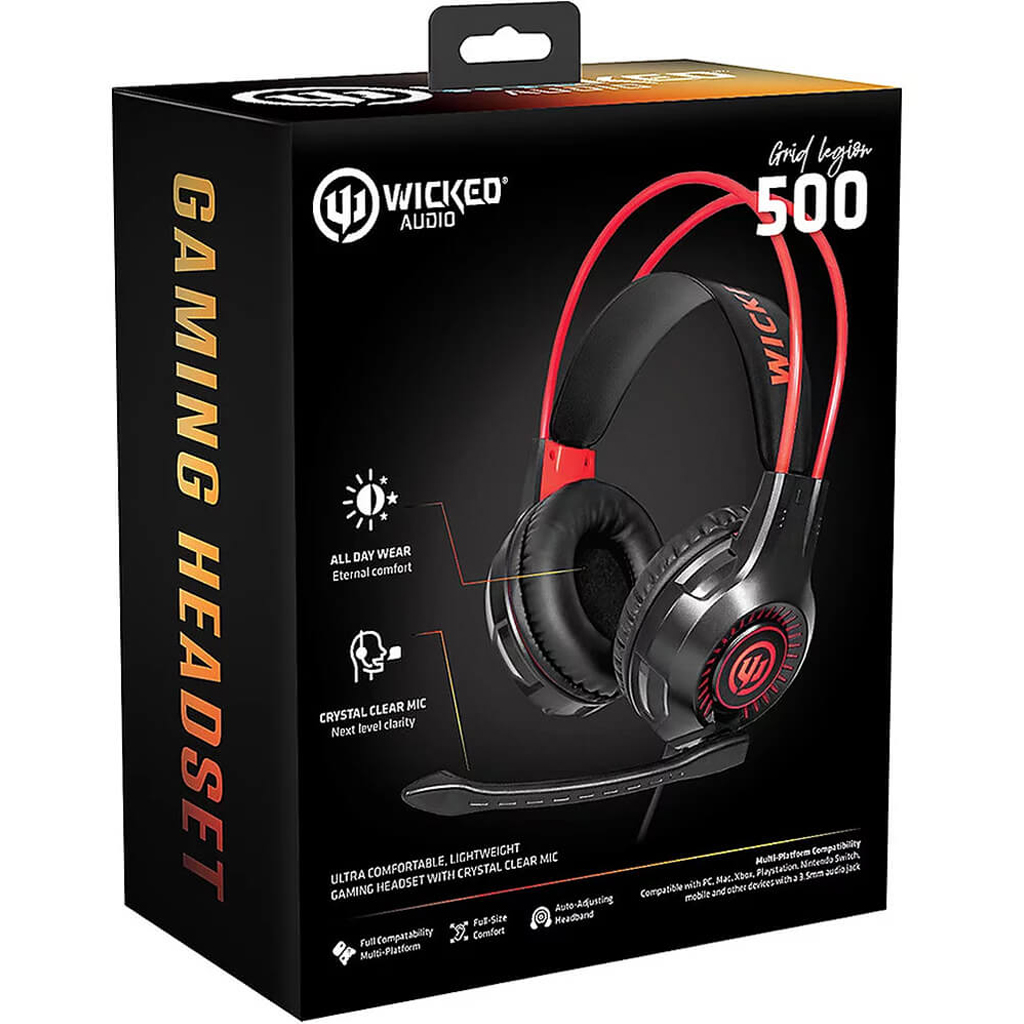 AUDIO
GAMING HEADSET
WICKED®
AUDIO
Grid legion
500
WICK
ALL DAY WEAR
Eternal comfort
CRYSTAL CLEAR MIC
Next level clarity
ULTRA COMFORTABLE, LIGHTWEIGHT
GAMING HEADSET WITH CRYSTAL CLEAR MIC
Multi-Platform Compatibility
Compatible with PC, Mac, Xbox, Playstation, Nintendo Switch,
mobile and other devices with a 3.5mm audio jack
Full Compatability
Multi-Platform
Full-Size
Comfort
Auto-Adjusting
Headband